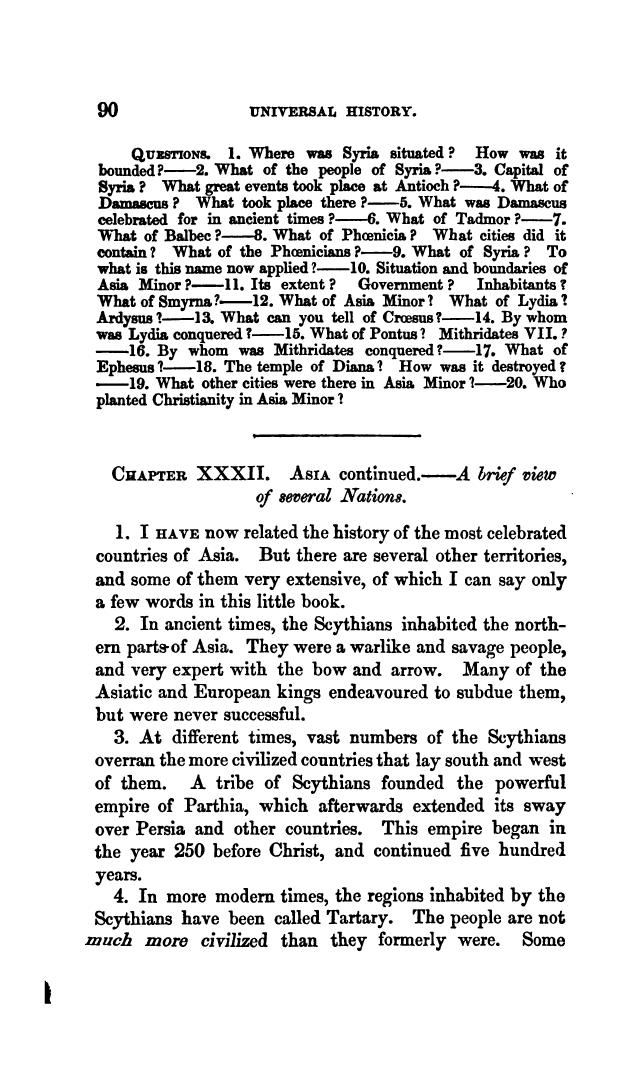 90 UNIVERSAL HISTORY.
QUESTIONS. 1. Where was Syria situated? How was it
bounded?——2. What of the people of Syria?——3. Capital of
Syria? What great events took place at Antioch?——4. What of
Damascus? What took place there?——5. What was Damascus
celebrated for in ancient times?——6. What of Tadmor?——7.
What of Balbec?——8. What of Phœnicia? What cities did it
contain? What of the Phœnicians?——9. What of Syria? To
what is this name now applied?——10. Situation and boundaries of
Asia Minor?——11. Its extent? Government? Inhabitants?
What of Smyrna?——12. What of Asia Minor? What of Lydia?
Ardysus?——13. What can you tell of Crœsus?——14. By whom
was Lydia conquered?——15. What of Pontus? Mithridates VII.?
——16. By whom was Mithridates conquered?——17. What of
Ephesus?——18. The temple of Diana? How was it destroyed?
——19. What other cities were there in Asia Minor?——20. Who
planted Christianity in Asia Minor?
CHAPTER XXXII. ASIA continued.——A brief view
of several Nations.
1. I HAVE now related the history of the most celebrated
countries of Asia. But there are several other territories,
and some of them very extensive, of which I can say only
a few words in this little book.
2. In ancient times, the Scythians inhabited the north-
ern parts of Asia. They were a warlike and savage people,
and very expert with the bow and arrow. Many of the
Asiatic and European kings endeavoured to subdue them,
but were never successful.
3. At different times, vast numbers of the Scythians
overran the more civilized countries that lay south and west
of them. A tribe of Scythians founded the powerful
empire of Parthia, which afterwards extended its sway
over Persia and other countries. This empire began in
the year 250 before Christ, and continued five hundred
years.
4. In more modern times, the regions inhabited by the
Scythians have been called Tartary. The people are not
much more civilized than they formerly were. Some